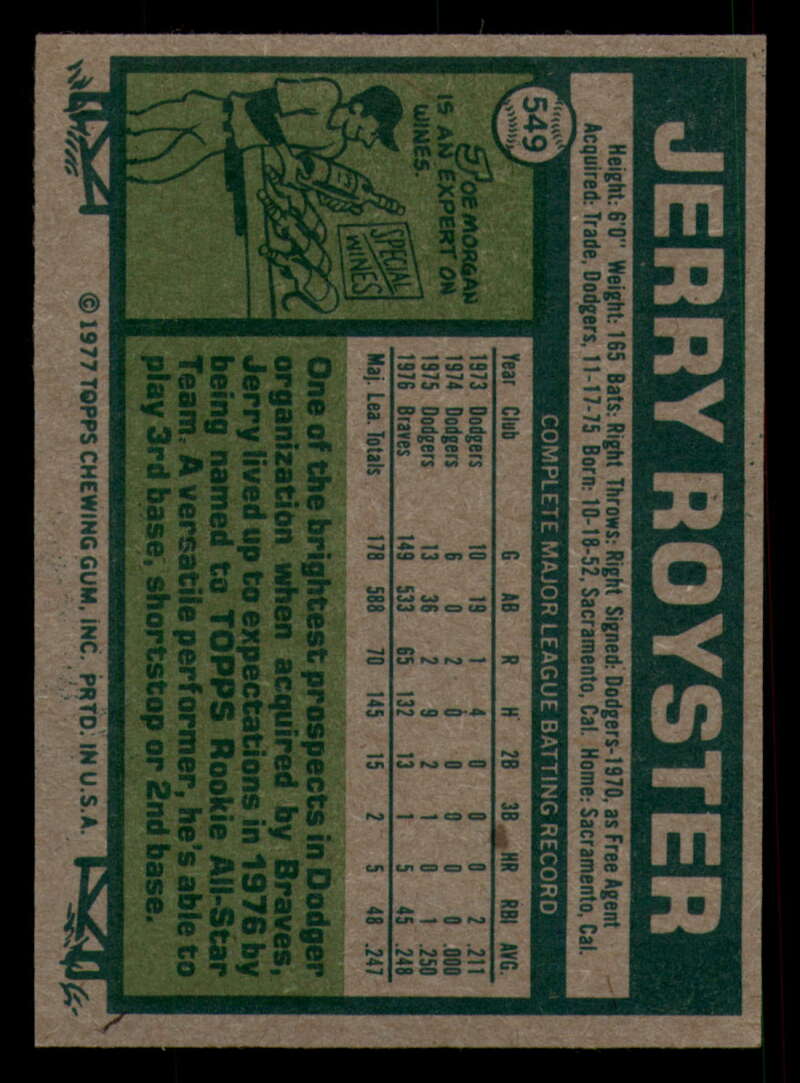 JERRY ROYSTER
549
Height: 6'0" Weight: 165 Bats: Right Throws: Right Signed: Dodgers-1970, as Free Agent
Acquired: Trade, Dodgers, 11-17-75 Born: 10-18-52, Sacramento, Cal. Home: Sacramento, Cal.
COMPLETE MAJOR LEAGUE BATTING RECORD
Year Club G AB R H 2B 3B HR RBI AVG.
1973 Dodgers 10 19 1 4 0 0 0 2 .211
1974 Dodgers 6 0 2 0 0 0 0 0 .000
1975 Dodgers 13 36 2 9 2 1 0 1 .250
1976 Braves 149 533 65 132 13 1 5 45 .248
Maj. Lea. Totals 178 588 70 145 15 2 5 48 .247
JOE MORGAN
IS AN EXPERT ON
WINES.
SPECIAL
WINES
One of the brightest prospects in Dodger
organization when acquired by Braves,
Jerry lived up to expectations in 1976 by
being named to TOPPS Rookie All-Star
Team. A versatile performer, he's able to
play 3rd base, shortstop or 2nd base.
© 1977 TOPPS CHEWING GUM, INC. PRTD. IN U.S.A.